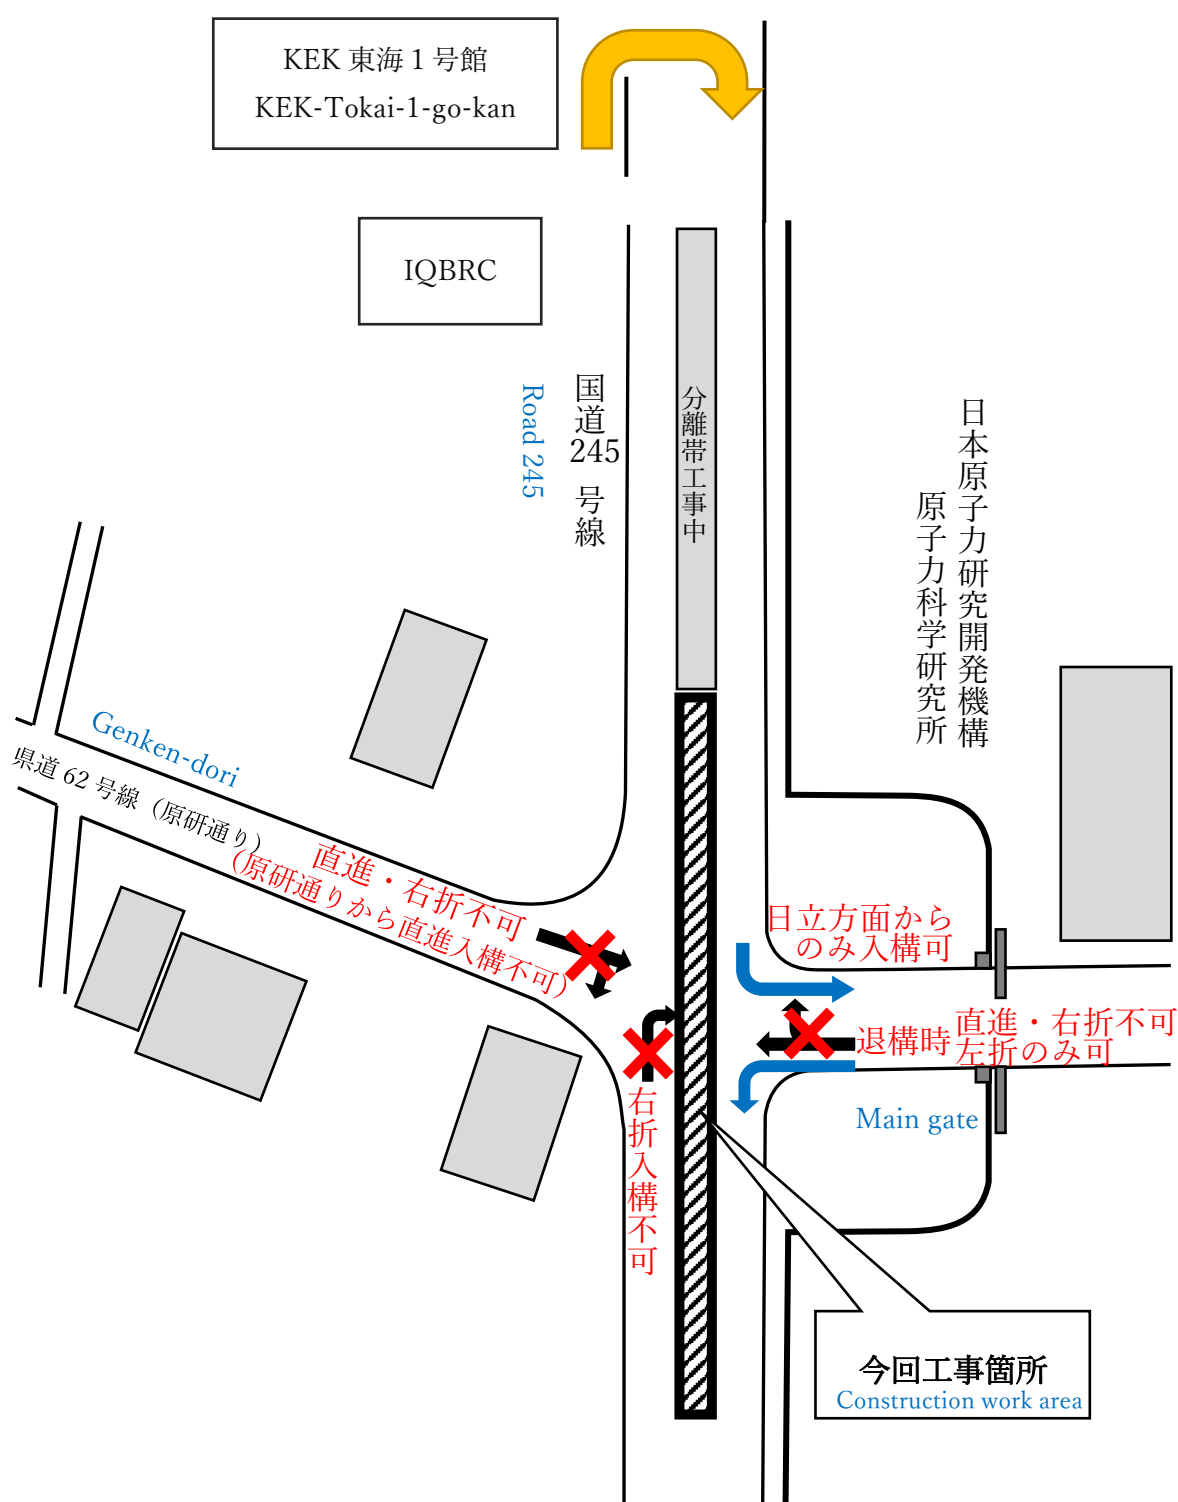 KEK 東海 1 号館
KEK-Tokai-1-go-kan
IQBRC
国道245 号線
Road 245
分離帯工事中
日本原子力研究開発機構
原子力科学研究所
Genken-dori
県道 62 号線（原研通り）
直進・右折不可
（原研通りから直進入構不可）
日立方面から
のみ入構可
退構時
直進・右折不可
左折のみ可
Main gate
右折入構不可
今回工事箇所
Construction work area